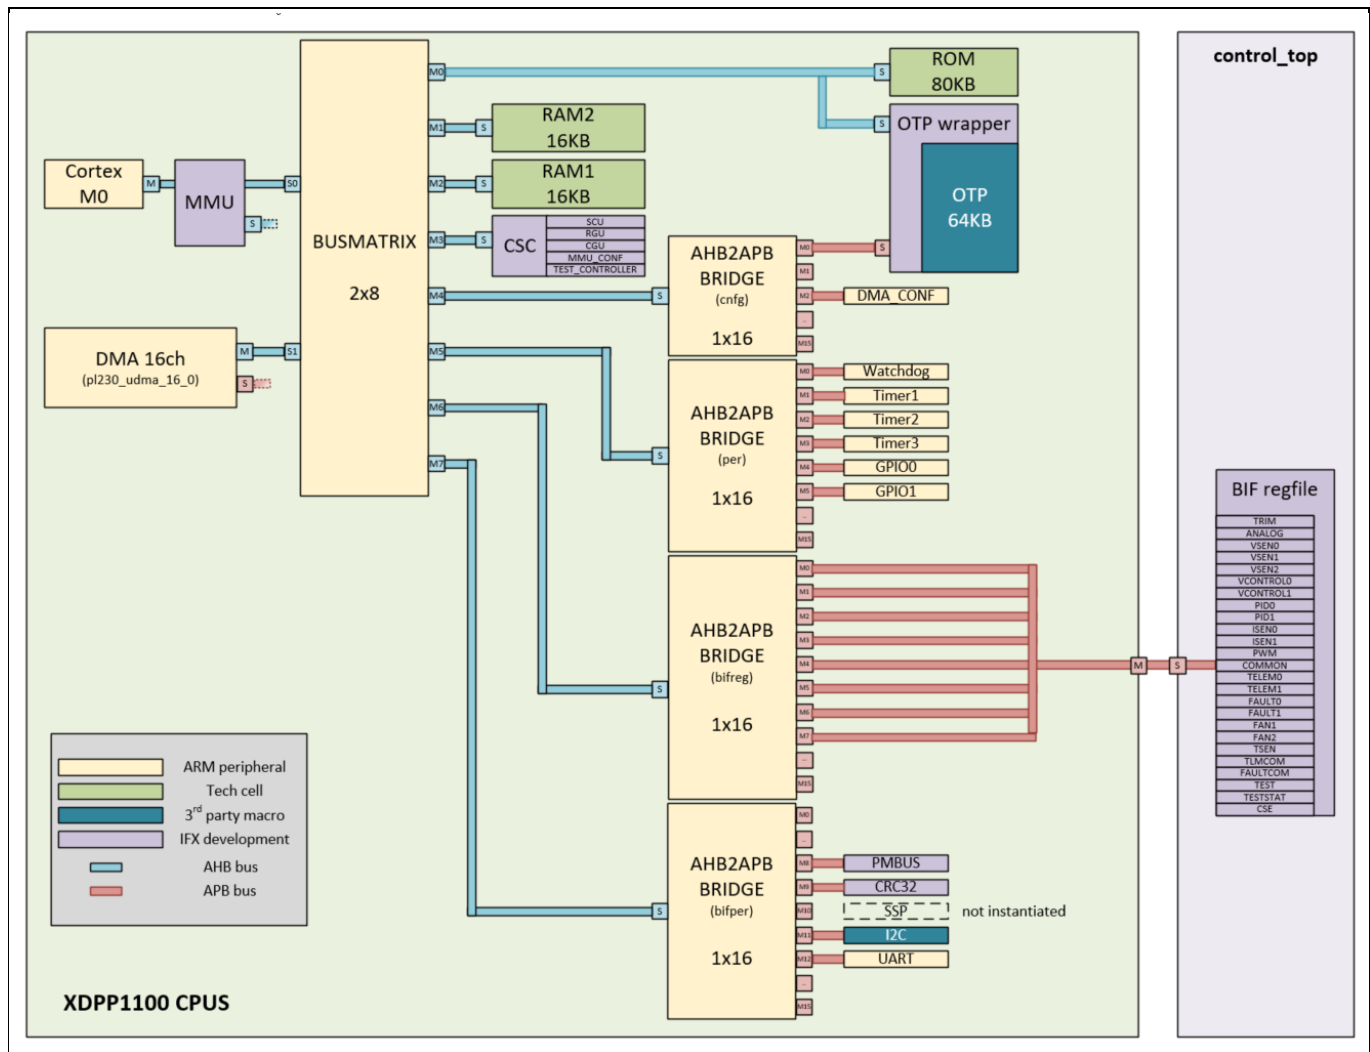 control_top
ROM
80KB
M0
S
RAM2
16KB
M1
S
OTP wrapper
S
OTP
64KB
Cortex
M0
M
MMU
S0
S
BUSMATRIX
2x8
RAM1
16KB
M2
S
CSC
SCU
RGU
CGU
MMU_CONF
TEST_CONTROLLER
M3
S
M4
S
AHB2APB
BRIDGE
(cnfg)
1x16
M0
S
M1
M2
DMA_CONF
..
M15
DMA 16ch
(pl230_udma_16_0)
M
S1
S
M5
M6
M7
S
AHB2APB
BRIDGE
(per)
1x16
M0
Watchdog
M1
Timer1
M2
Timer2
M3
Timer3
M4
GPIO0
M5
GPIO1
..
M15
S
AHB2APB
BRIDGE
(bifreg)
1x16
M0
M1
M2
M3
M4
M5
M6
M7
..
M15
M
S
BIF regfile
TRIM
ANALOG
VSEN0
VSEN1
VSEN2
VCONTROL0
VCONTROL1
PID0
PID1
ISEN0
ISEN1
PWM
COMMON
TELEM0
TELEM1
FAULT0
FAULT1
FAN1
FAN2
TSEN
TLMCOM
FAULTCOM
TEST
TESTSTAT
CSE
S
AHB2APB
BRIDGE
(bifper)
1x16
M0
..
M8
PMBUS
M9
CRC32
M10
SSP
not instantiated
M11
I2C
M12
UART
..
M15
ARM peripheral
Tech cell
3rd party macro
IFX development
AHB bus
APB bus
XDPP1100 CPUS